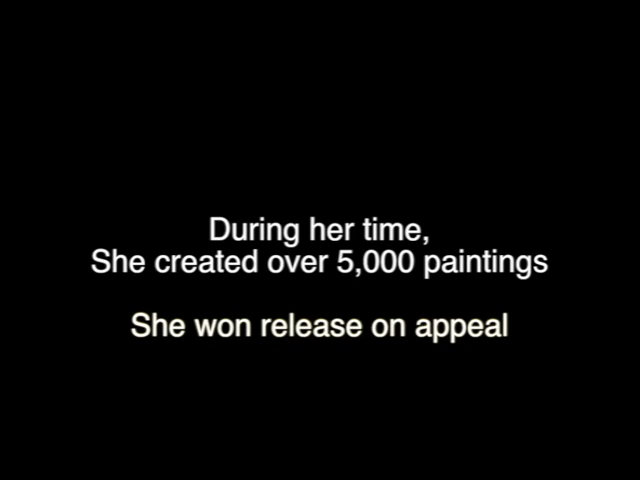 During her time,
She created over 5,000 paintings
She won release on appeal